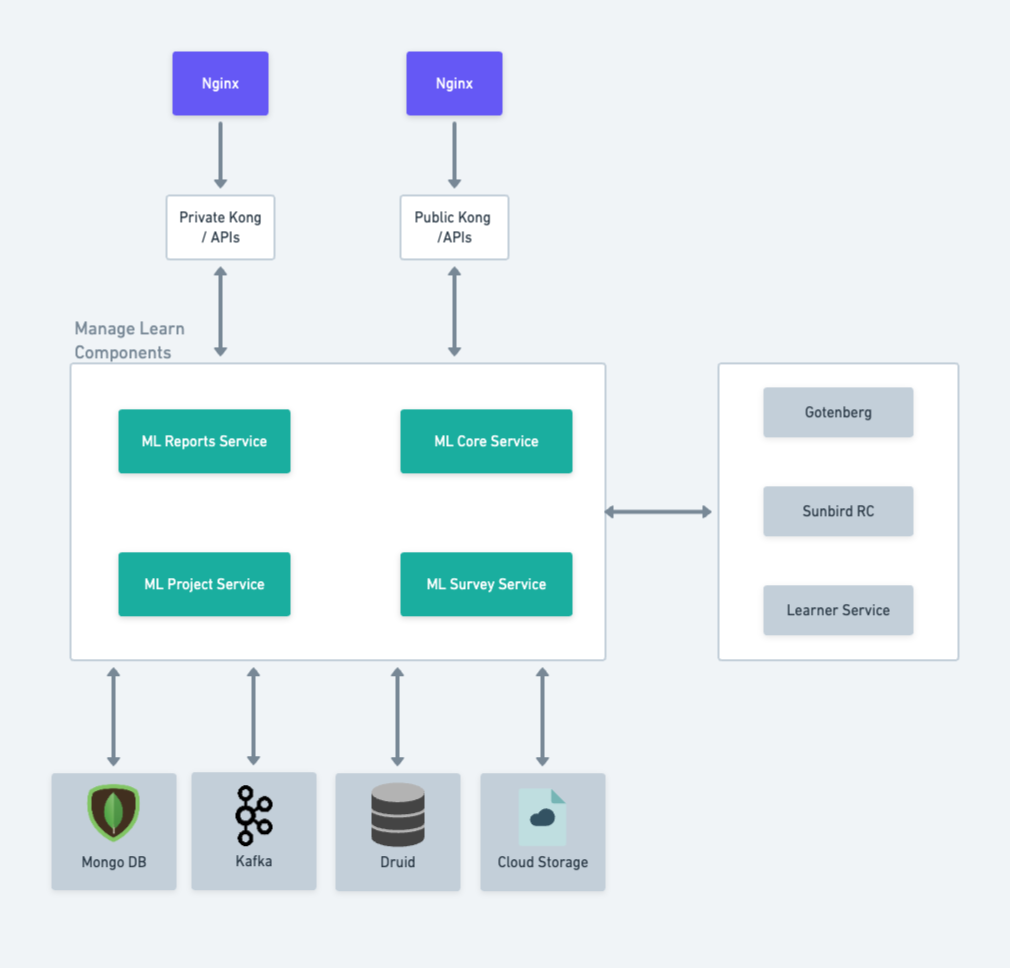 Nginx
Nginx
Private Kong
/ APIs
Public Kong
/APIs
Manage Learn
Components
ML Reports Service
ML Core Service
Gotenberg
Sunbird RC
ML Project Service
ML Survey Service
Learner Service
Mongo DB
Kafka
Druid
Cloud Storage